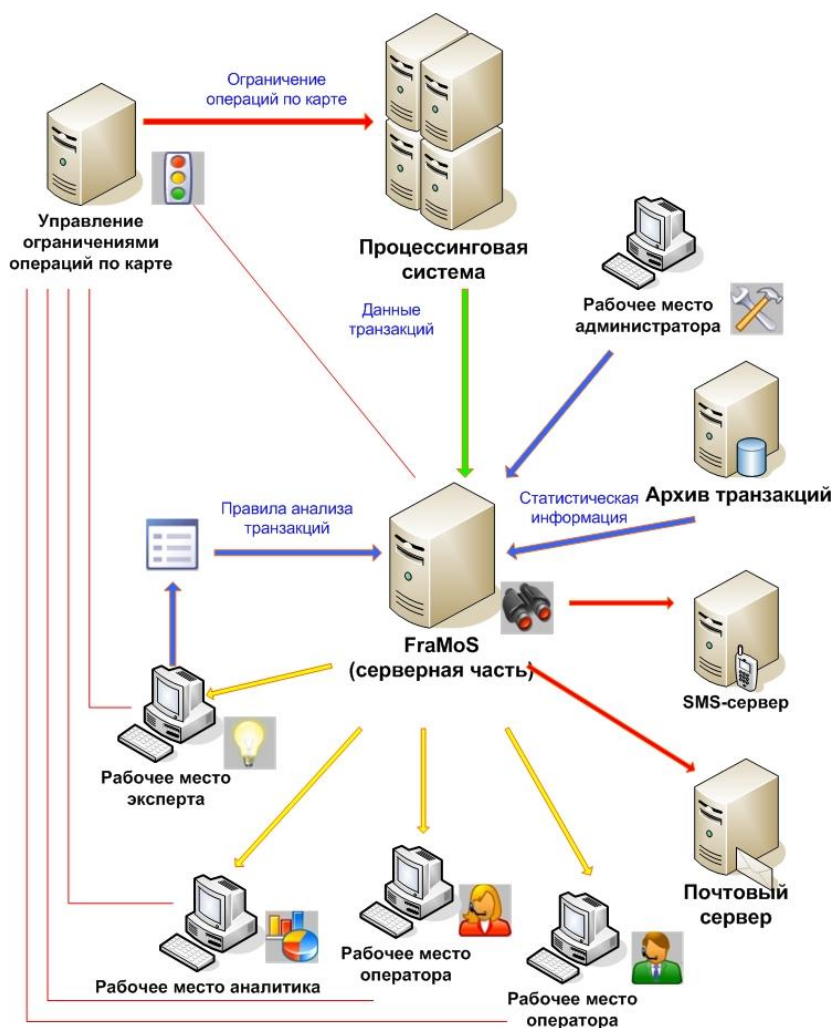 Ограничение
операций по карте
Управление
ограничениями
операций по карте
Процессинговая
система
Данные
транзакций
Рабочее место
администратора
Правила анализа
транзакций
Статистическая
информация
Архив транзакций
FraMoS
(серверная часть)
SMS-сервер
Рабочее место
эксперта
Почтовый
сервер
Рабочее место
оператора
Рабочее место аналитика
Рабочее место
оператора